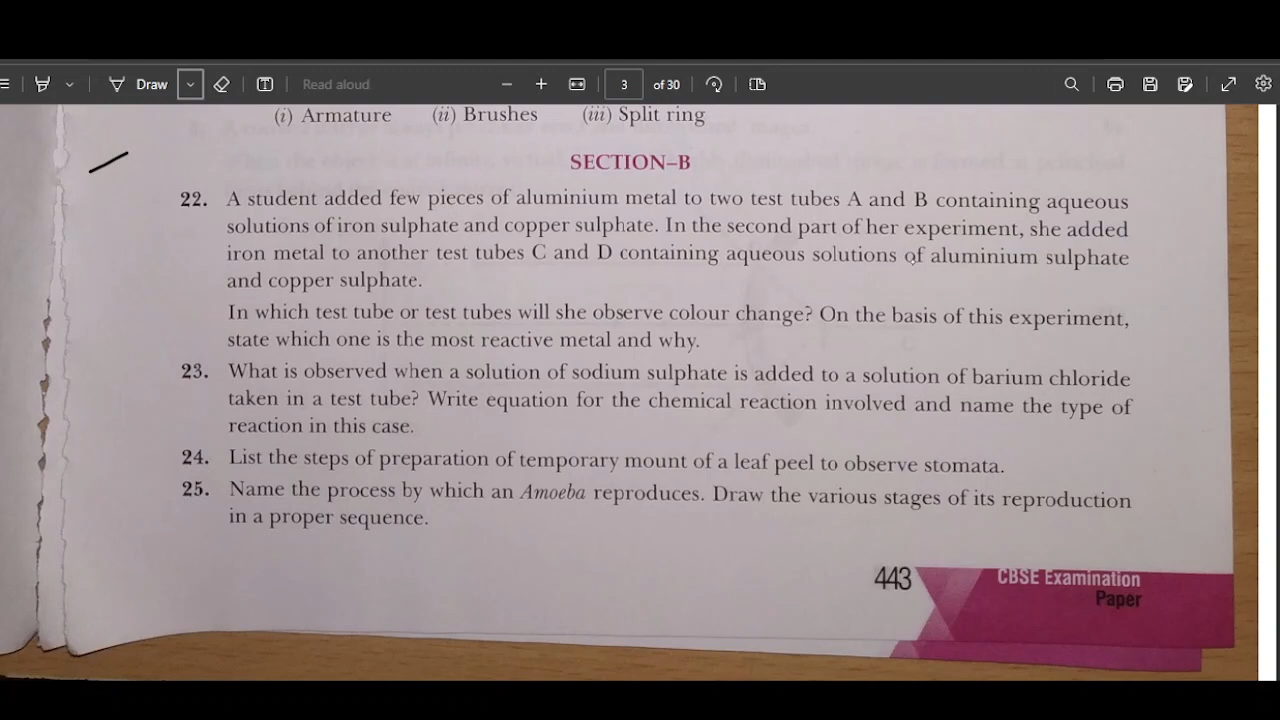 Draw
Read aloud
3 of 30
(i) Armature (ii) Brushes (iii) Split ring
SECTION–B
22. A student added few pieces of aluminium metal to two test tubes A and B containing aqueous
solutions of iron sulphate and copper sulphate. In the second part of her experiment, she added
iron metal to another test tubes C and D containing aqueous solutions of aluminium sulphate
and copper sulphate.
In which test tube or test tubes will she observe colour change? On the basis of this experiment,
state which one is the most reactive metal and why.
23. What is observed when a solution of sodium sulphate is added to a solution of barium chloride
taken in a test tube? Write equation for the chemical reaction involved and name the type of
reaction in this case.
24. List the steps of preparation of temporary mount of a leaf peel to observe stomata.
25. Name the process by which an Amoeba reproduces. Draw the various stages of its reproduction
in a proper sequence.
443 CBSE Examination
Paper